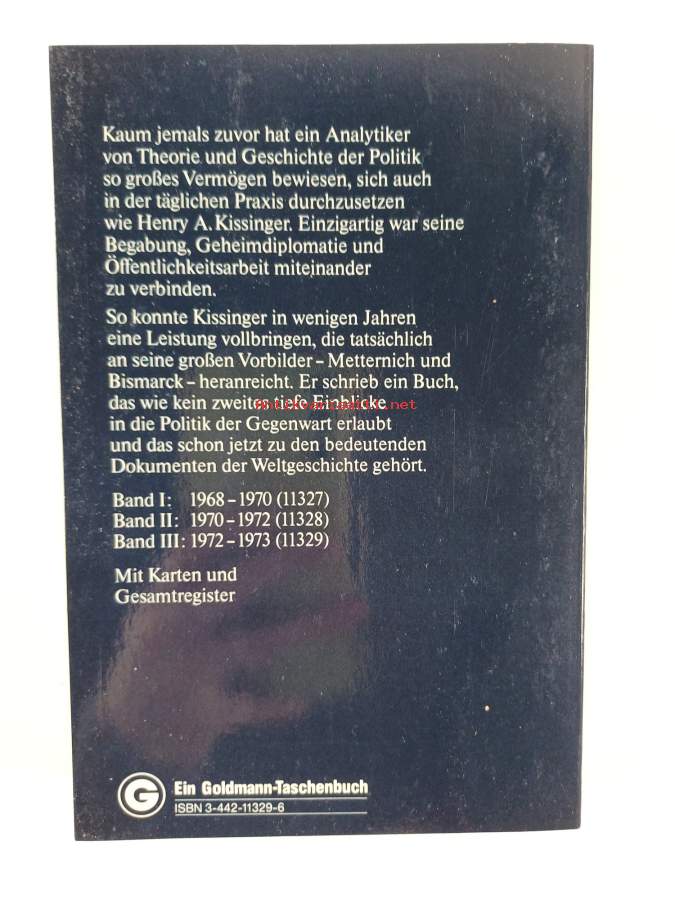 Kaum jemals zuvor hat ein Analytiker
von Theorie und Geschichte der Politik
so großes Vermögen bewiesen, sich auch
in der täglichen Praxis durchzusetzen
wie Henry A. Kissinger. Einzigartig war seine
Begabung, Geheimdiplomatie und
Öffentlichkeitsarbeit miteinander
zu verbinden.
So konnte Kissinger in wenigen Jahren
eine Leistung vollbringen, die tatsächlich
an seine großen Vorbilder – Metternich und
Bismarck – heranreicht. Er schrieb ein Buch,
das wie kein zweites tiefe Einblicke
in die Politik der Gegenwart erlaubt
und das schon jetzt zu den bedeutenden
Dokumenten der Weltgeschichte gehört.
Band I: 1968 – 1970 (11327)
Band II: 1970 – 1972 (11328)
Band III: 1972 – 1973 (11329)
Mit Karten und
Gesamtregister
G Ein Goldmann-Taschenbuch
ISBN 3-442-11329-6